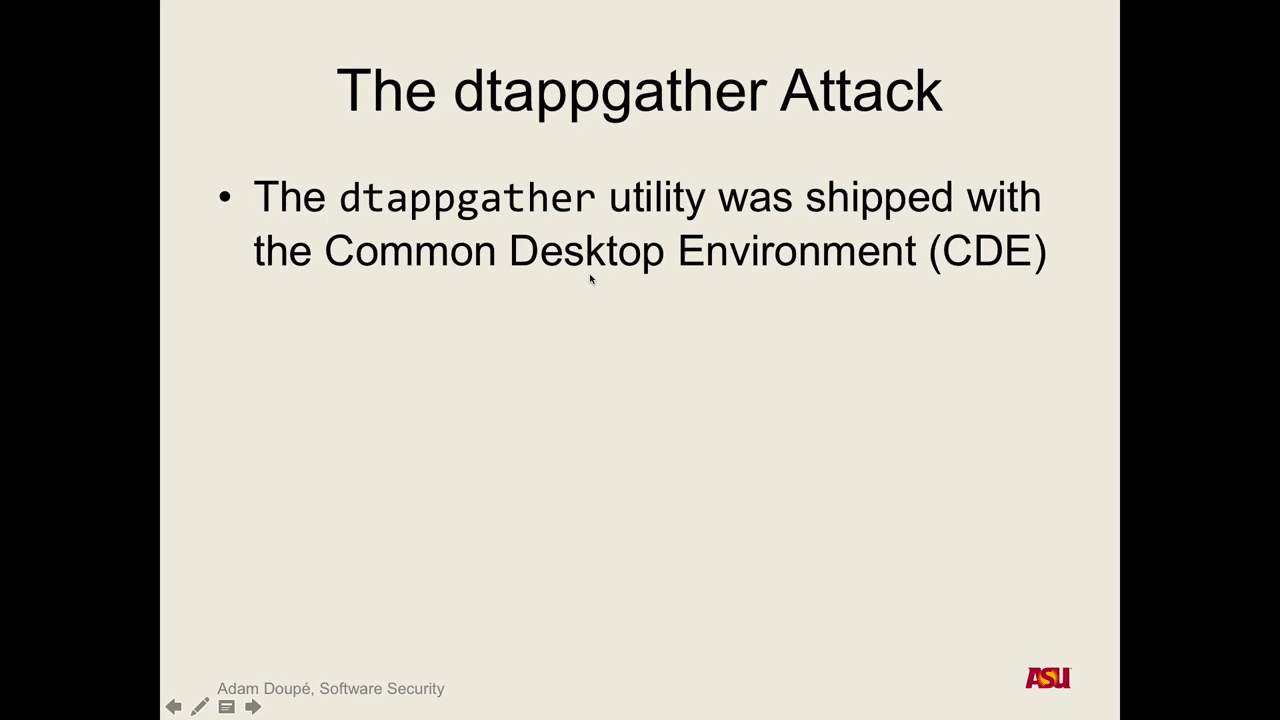 The dtappgather Attack
• The dtappgather utility was shipped with
the Common Desktop Environment (CDE)
Adam Doupé, Software Security
ASU